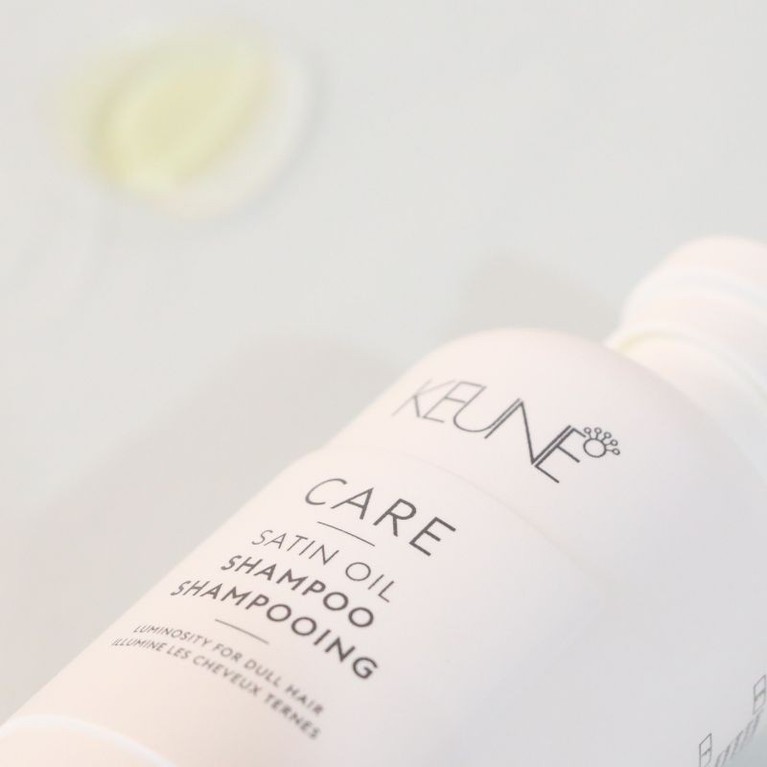 KEUNE
CARE
SATIN OIL
SHAMPOO
SHAMPOOING
LUMINOSITY FOR DULL HAIR
ILLUMINE LES CHEVEUX TERNES